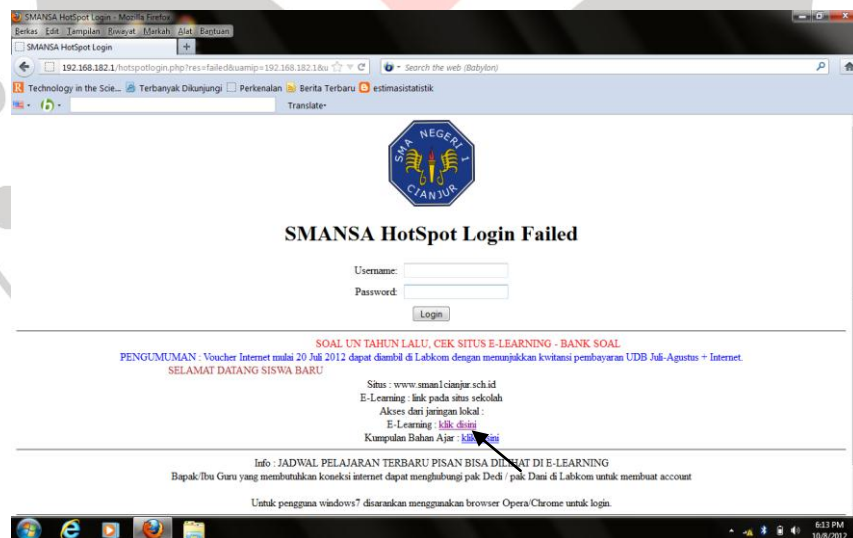 SMANSA HotSpot Login - Mozilla Firefox
Berkas Edit Tampilan Riwayat Markah Alat Bantuan
SMANSA HotSpot Login
192.168.182.1/hotspotlogin.php?res=failed&uamip=192.168.182.1&u
Search the web (Babylon)
Technology in the Scie... Terbanyak Dikunjungi Perkenalan Berita Terbaru estimasistatistik
Translate
SMA NEGERI 1
CIANJUR
SMANSA HotSpot Login Failed
Username:
Password:
Login
SOAL UN TAHUN LALU, CEK SITUS E-LEARNING - BANK SOAL
PENGUMUMAN : Voucher Internet mulai 20 Juli 2012 dapat diambil di Labkom dengan menunjukkan kwitansi pembayaran UDB Juli-Agustus + Internet.
SELAMAT DATANG SISWA BARU
Situs : www.sman1cianjur.sch.id
E-Learning : link pada situs sekolah
Akses dari jaringan lokal :
E-Learning : klik disini
Kumpulan Bahan Ajar : klik disini
Info : JADWAL PELAJARAN TERBARU PISAN BISA DILIHAT DI E-LEARNING
Bapak/Ibu Guru yang membutuhkan koneksi internet dapat menghubungi pak Dedi / pak Dani di Labkom untuk membuat account
Untuk pengguna windows7 disarankan menggunakan browser Opera/Chrome untuk login.
6:13 PM
10/8/2012